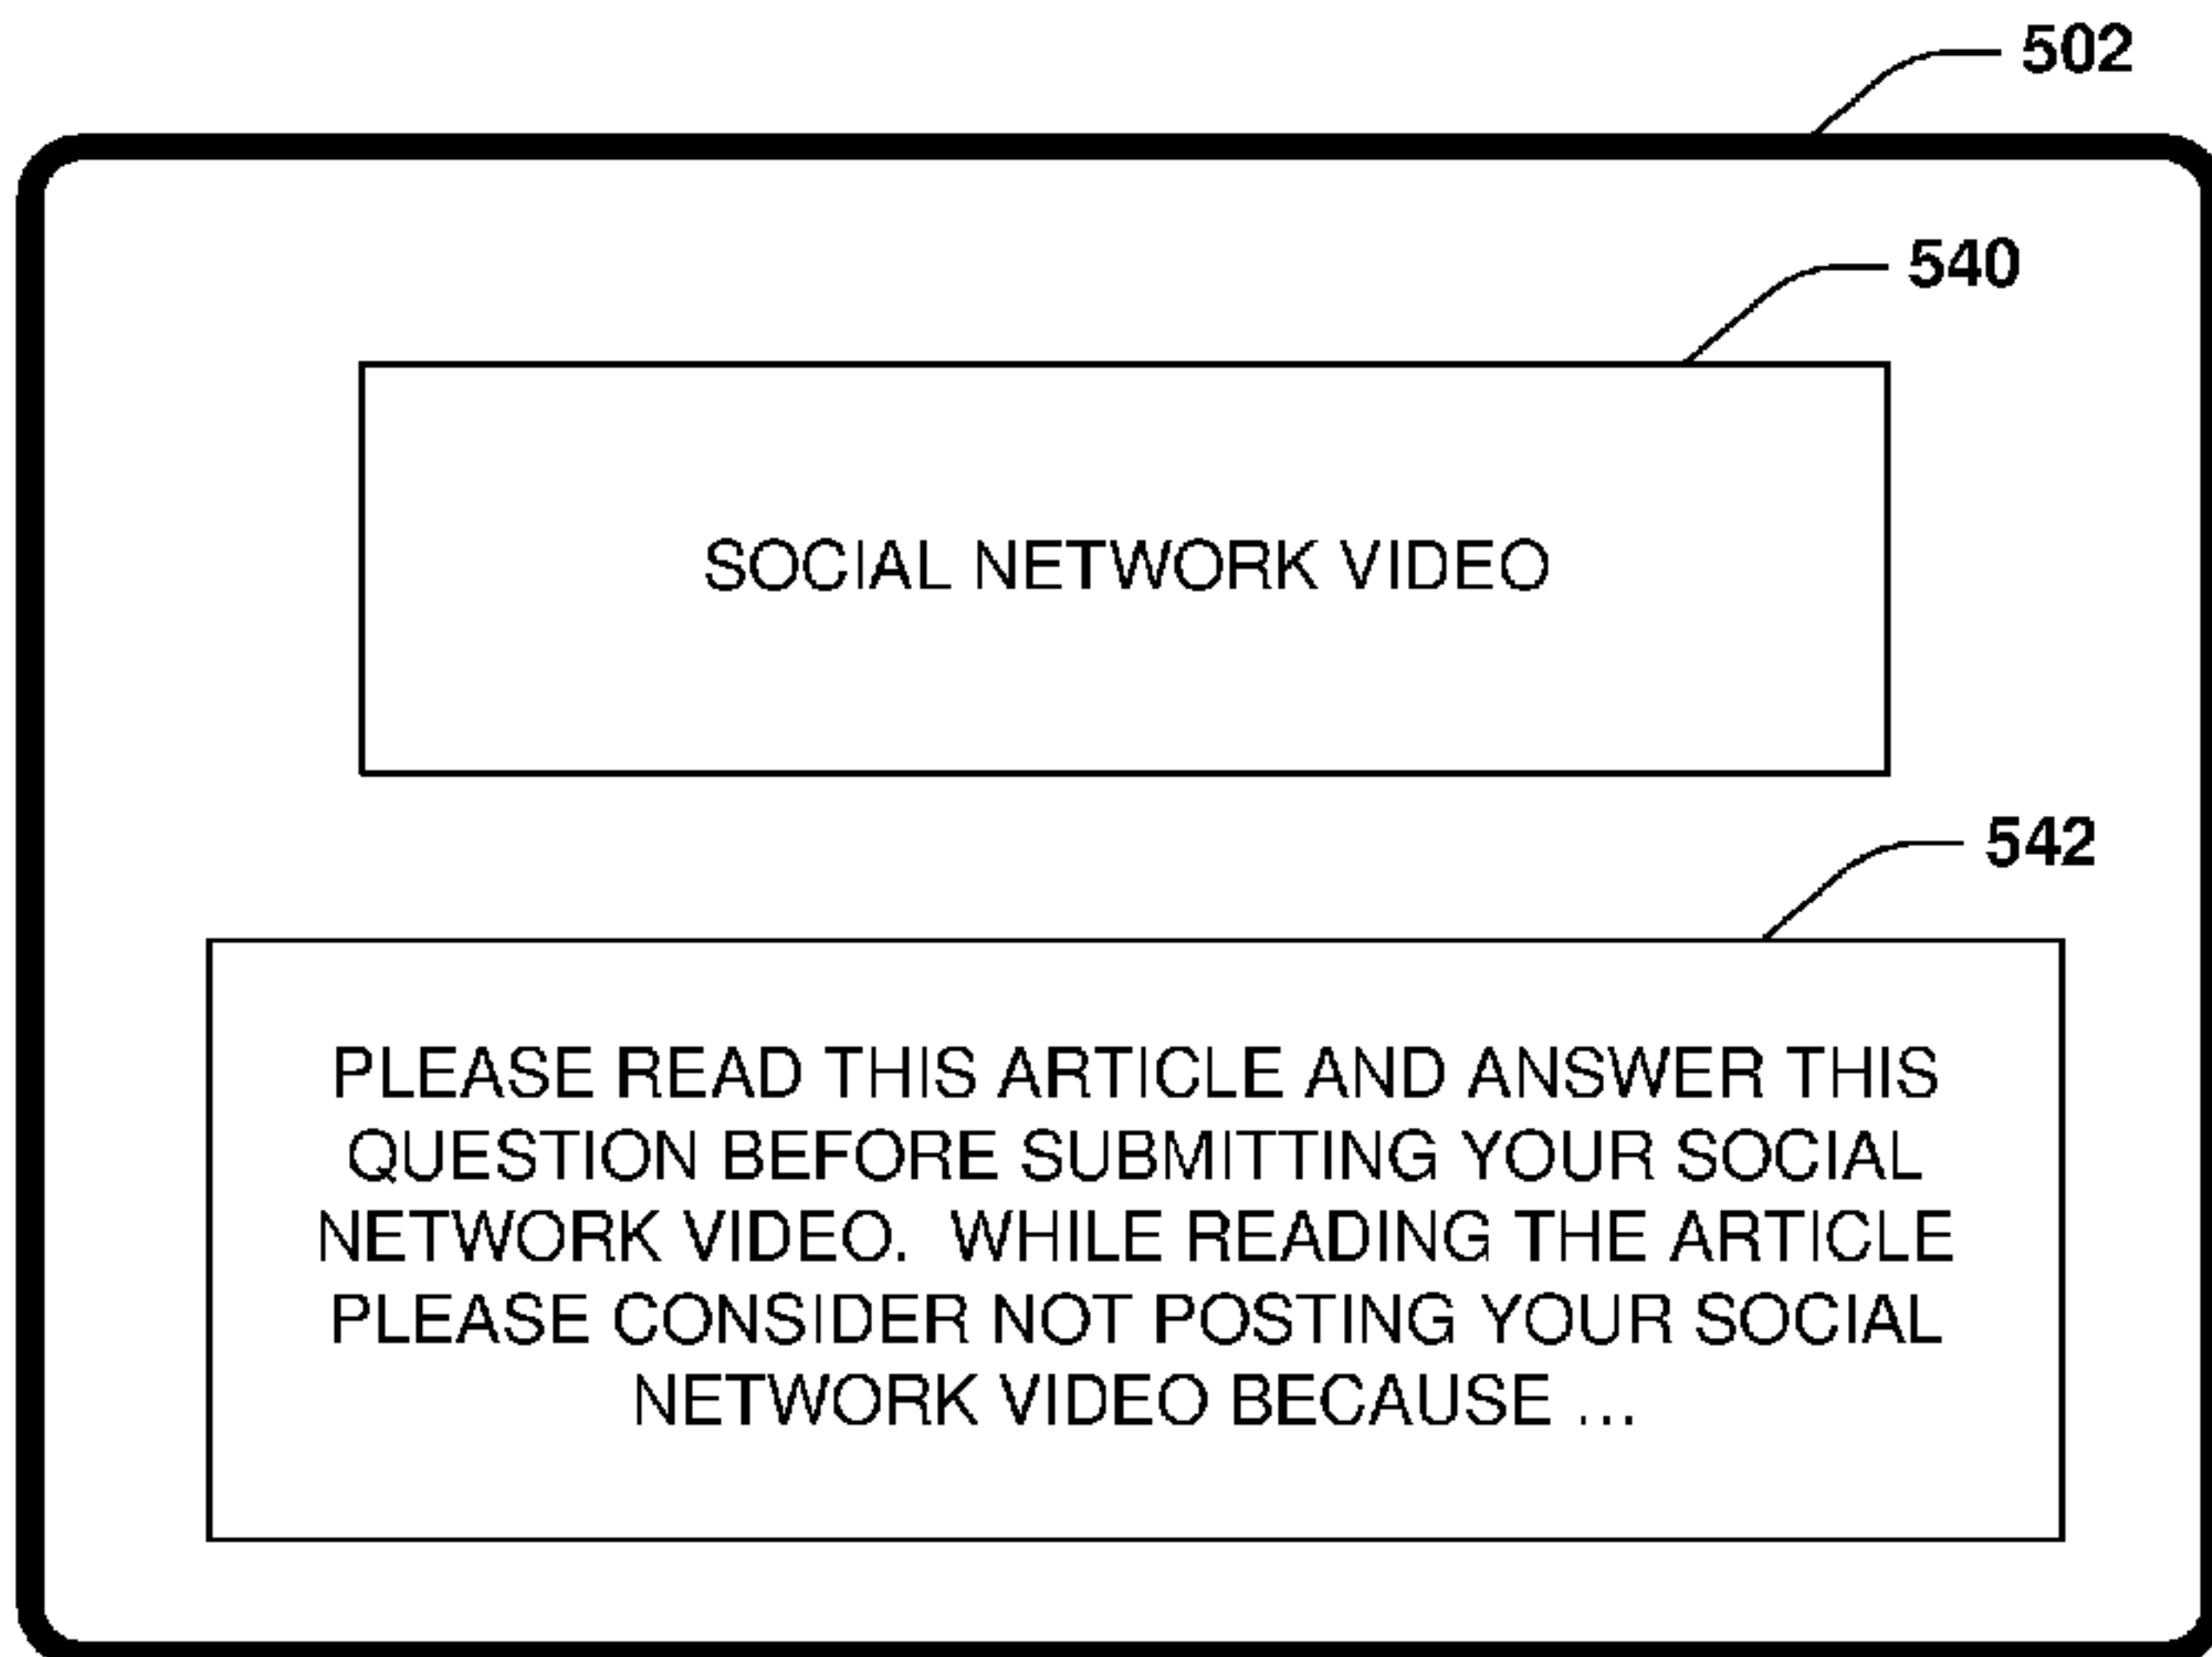 502
540
SOCIAL NETWORK VIDEO
542
PLEASE READ THIS ARTICLE AND ANSWER THIS
QUESTION BEFORE SUBMITTING YOUR SOCIAL
NETWORK VIDEO.  WHILE READING THE ARTICLE
PLEASE CONSIDER NOT POSTING YOUR SOCIAL
NETWORK VIDEO BECAUSE ...